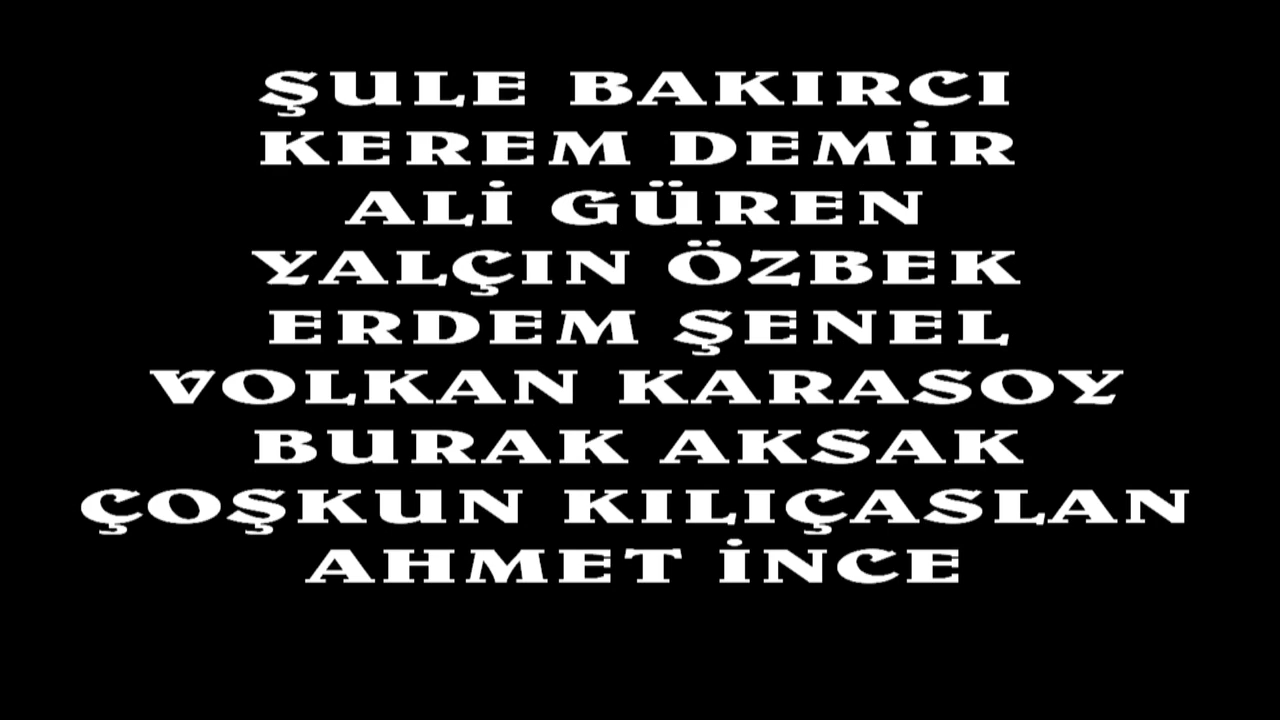 ŞULE BAKIRCI
KEREM DEMİR
ALİ GÜREN
YALÇIN ÖZBEK
ERDEM ŞENEL
VOLKAN KARASOY
BURAK AKSAK
ÇOŞKUN KILIÇASLAN
AHMET İNCE